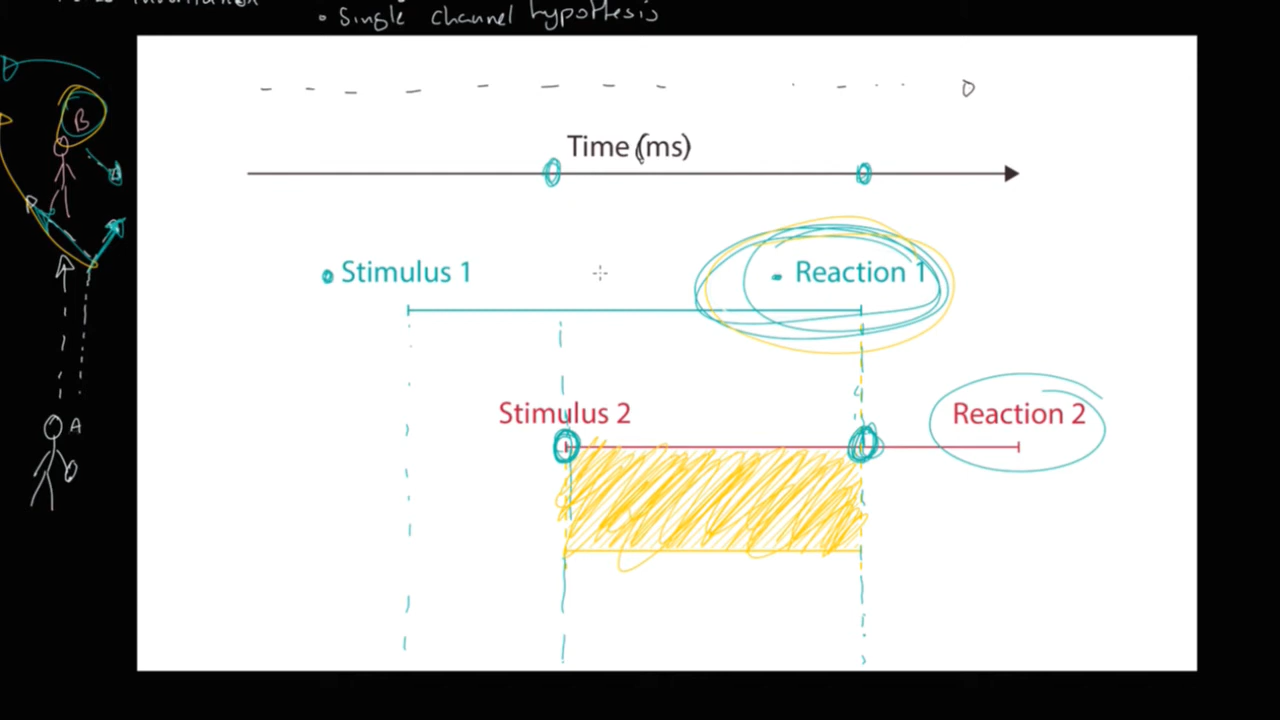 • Single channel hypothesis
Time (ms)
B
Stimulus 1
Reaction 1
A
Stimulus 2
Reaction 2